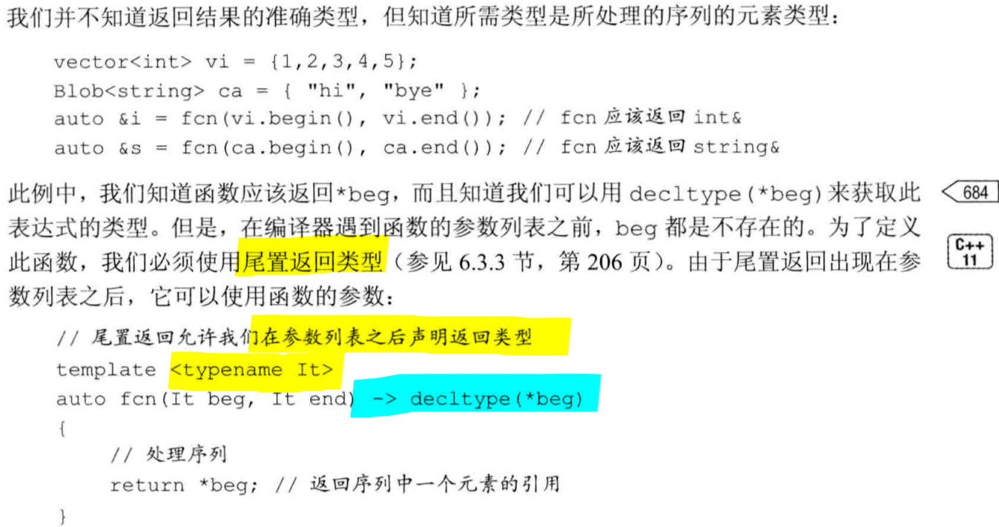 我们并不知道返回结果的准确类型，但知道所需类型是所处理的序列的元素类型：
vector<int> vi = {1,2,3,4,5};
Blob<string> ca = { "hi", "bye" };
auto &i = fcn(vi.begin(), vi.end()); // fcn 应该返回 int&
auto &s = fcn(ca.begin(), ca.end()); // fcn 应该返回 string&
此例中，我们知道函数应该返回*beg，而且知道我们可以用 decltype(*beg)来获取此 684
表达式的类型。但是，在编译器遇到函数的参数列表之前，beg 都是不存在的。为了定义
此函数，我们必须使用尾置返回类型（参见 6.3.3 节，第 206 页）。由于尾置返回出现在参
C++
11
数列表之后，它可以使用函数的参数：
// 尾置返回允许我们在参数列表之后声明返回类型
template <typename It>
auto fcn(It beg, It end) -> decltype(*beg)
{
// 处理序列
return *beg; // 返回序列中一个元素的引用
}